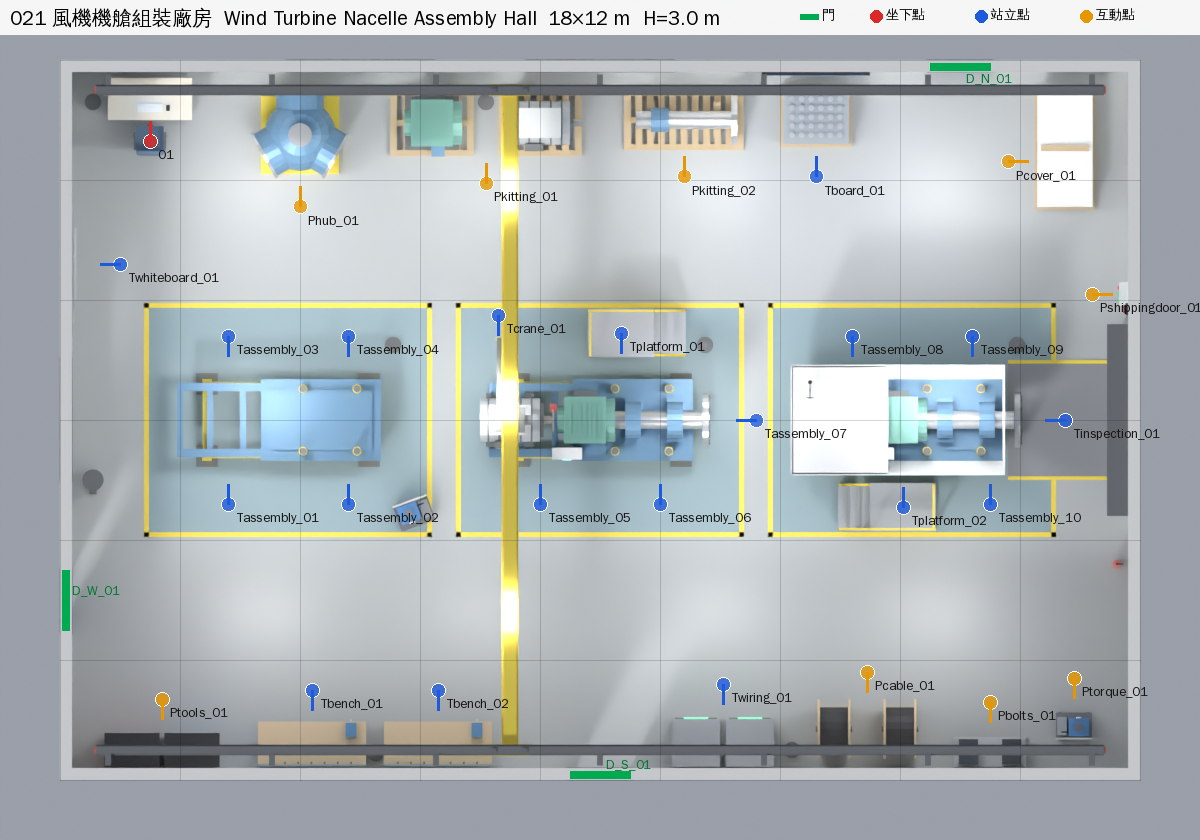 021 風機機艙組裝廠房 Wind Turbine Nacelle Assembly Hall 18×12 m H=3.0 m
門
坐下點
站立點
互動點
D_N_01
01
Pcover_01
Pkitting_01
Pkitting_02
Tboard_01
Phub_01
Twhiteboard_01
Pshippingdoor_01
Tcrane_01
Tassembly_03
Tassembly_04
Tplatform_01
Tassembly_08
Tassembly_09
Tassembly_07
Tinspection_01
Tassembly_01
Tassembly_02
Tassembly_05
Tassembly_06
Tplatform_02
Tassembly_10
D_W_01
Pcable_01
Ptorque_01
Twiring_01
Tbench_01
Tbench_02
Ptools_01
Pbolts_01
D_S_01